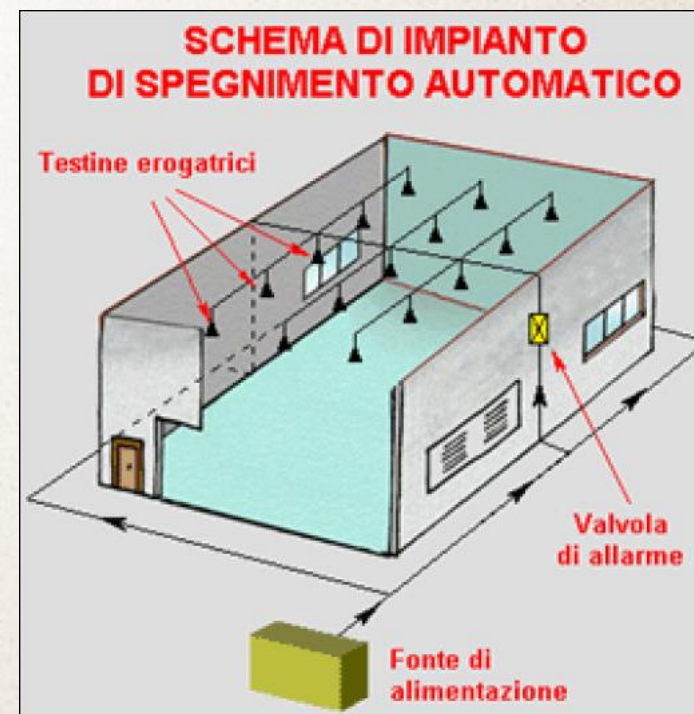 SCHEMA DI IMPIANTO
DI SPEGNIMENTO AUTOMATICO
Testine erogatrici
Valvola
di allarme
Fonte di
alimentazione